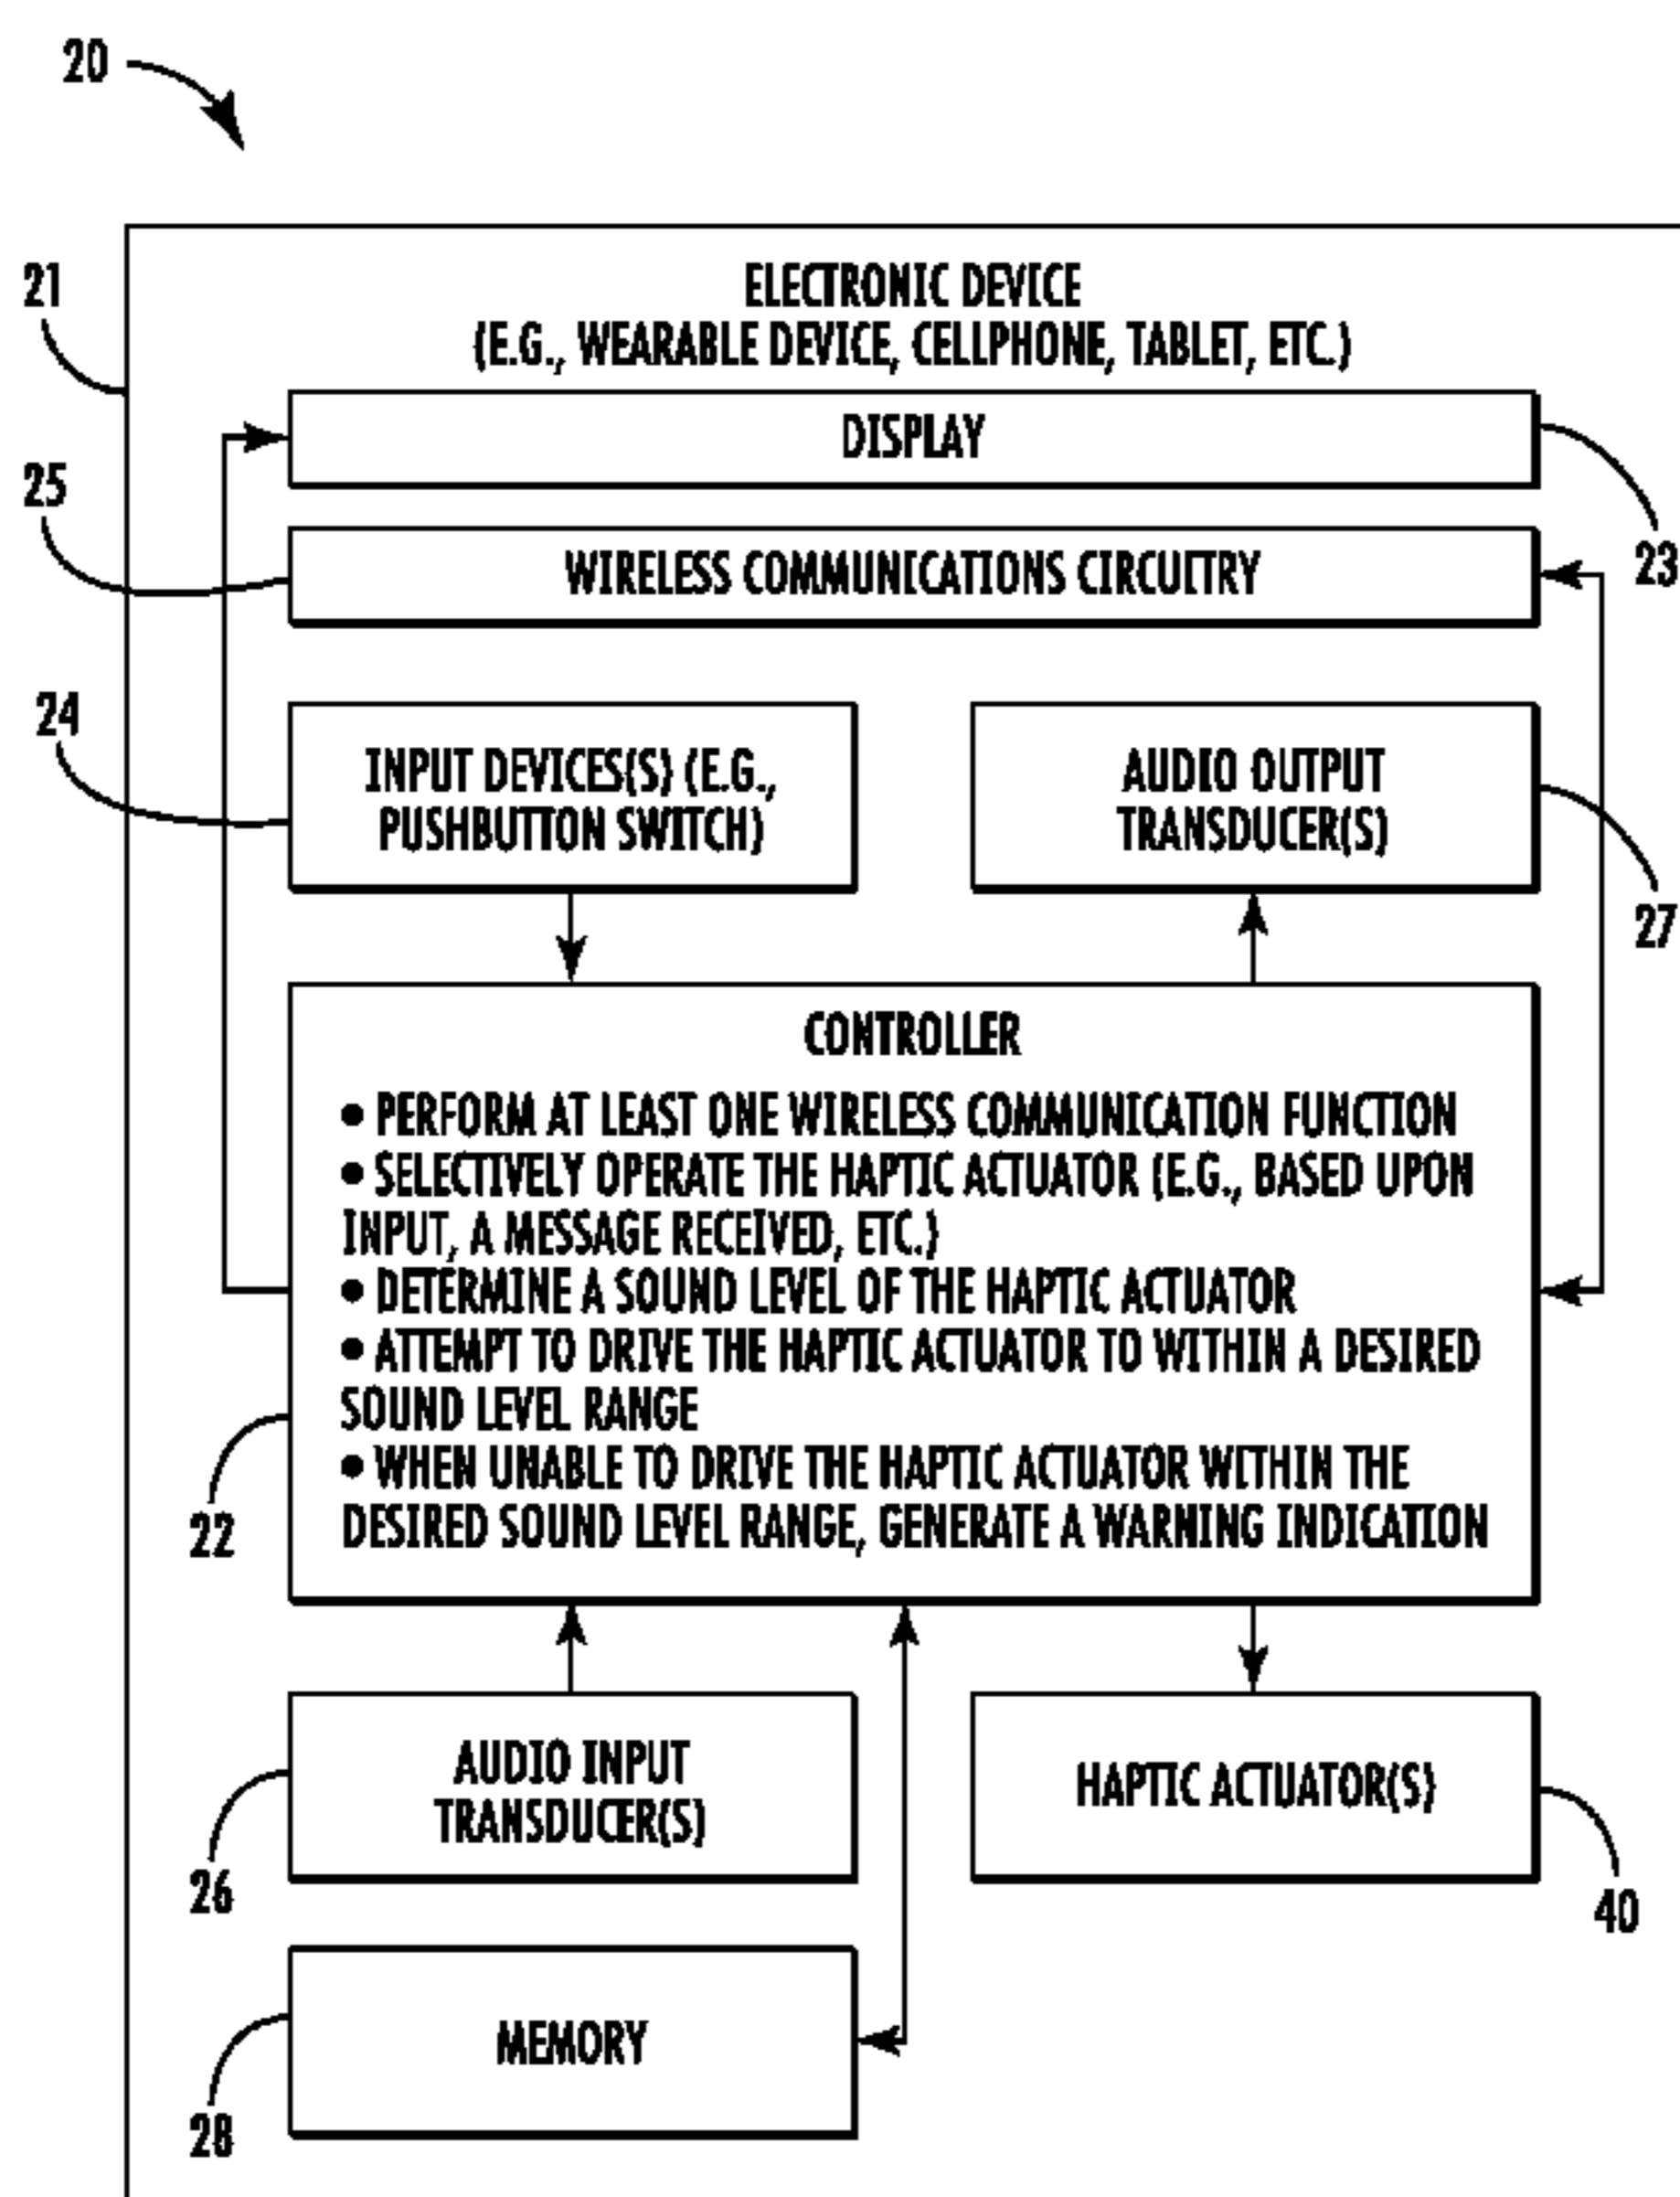 20
21
ELECTRONIC DEVICE
(E.G., WEARABLE DEVICE, CELLPHONE, TABLET, ETC.)
DISPLAY
25
WIRELESS COMMUNICATIONS CIRCUITRY
23
24
INPUT DEVICES(S) (E.G.,
PUSHBUTTON SWITCH)
AUDIO OUTPUT
TRANSDUCER(S)
27
CONTROLLER
● PERFORM AT LEAST ONE WIRELESS COMMUNICATION FUNCTION
● SELECTIVELY OPERATE THE HAPTIC ACTUATOR (E.G., BASED UPON
INPUT, A MESSAGE RECEIVED, ETC.)
● DETERMINE A SOUND LEVEL OF THE HAPTIC ACTUATOR
● ATTEMPT TO DRIVE THE HAPTIC ACTUATOR TO WITHIN A DESIRED
SOUND LEVEL RANGE
● WHEN UNABLE TO DRIVE THE HAPTIC ACTUATOR WITHIN THE
DESIRED SOUND LEVEL RANGE, GENERATE A WARNING INDICATION
22
AUDIO INPUT
TRANSDUCER(S)
HAPTIC ACTUATOR(S)
26
40
MEMORY
28